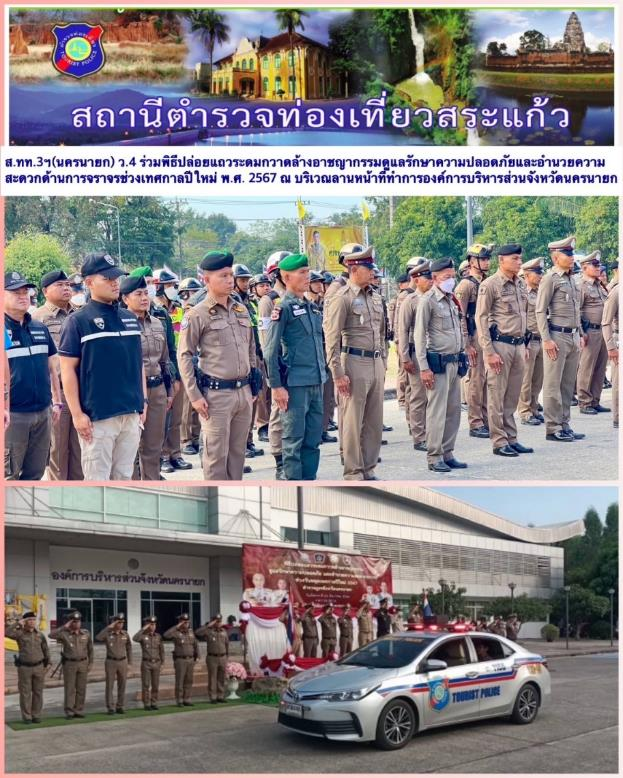 TOURIST POLICE
สถานีตำรวจท่องเที่ยวสระแก้ว
ส.ทท.3ฯ(นครนายก) ว.4 ร่วมพิธีปล่อยแถวระดมกวาดล้างอาชญากรรมดูแลรักษาความปลอดภัยและอำนวยความ
สะดวกด้านการจราจรช่วงเทศกาลปีใหม่ พ.ศ. 2567 ณ บริเวณลานหน้าที่ทำการองค์การบริหารส่วนจังหวัดนครนายก
องค์การบริหารส่วนจังหวัดนครนายก
TOURIST POLICE